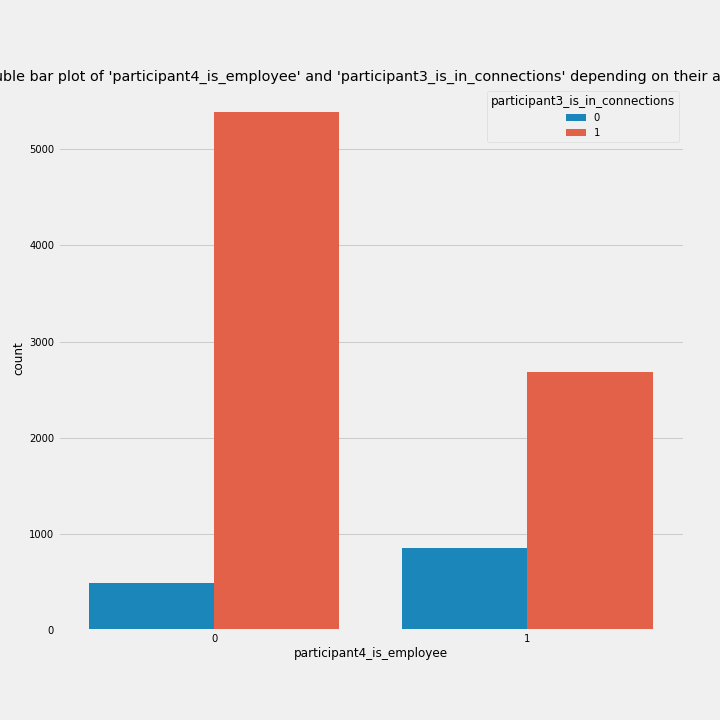 uble bar plot of 'participant4_is_employee' and 'participant3_is_in_connections' depending on their a
participant3_is_in_connections
0
1
5000
4000
3000
2000
1000
0
count
0 1
participant4_is_employee